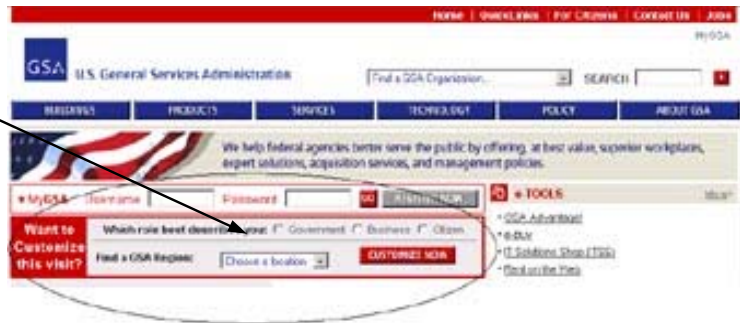 Home | QuickLinks | For Citizens | Contact Us | Jobs
MyGSA
GSA U.S. General Services Administration
Find a GSA Organization... SEARCH
BUILDINGS PRODUCTS SERVICES TECHNOLOGY POLICY ABOUT GSA
We help federal agencies better serve the public by offering, at best value, superior workplaces,
expert solutions, acquisition services, and management policies.
MyGSA Username Password GO
Want to
Customize
this visit?
Which role best describes you: Government Business Citizen
Find a GSA Region: Choose a location CUSTOMIZE NOW
e-TOOLS
GSA Advantage!
e-Buy
IT Solutions Shop (ITSS)
Rent on the Web